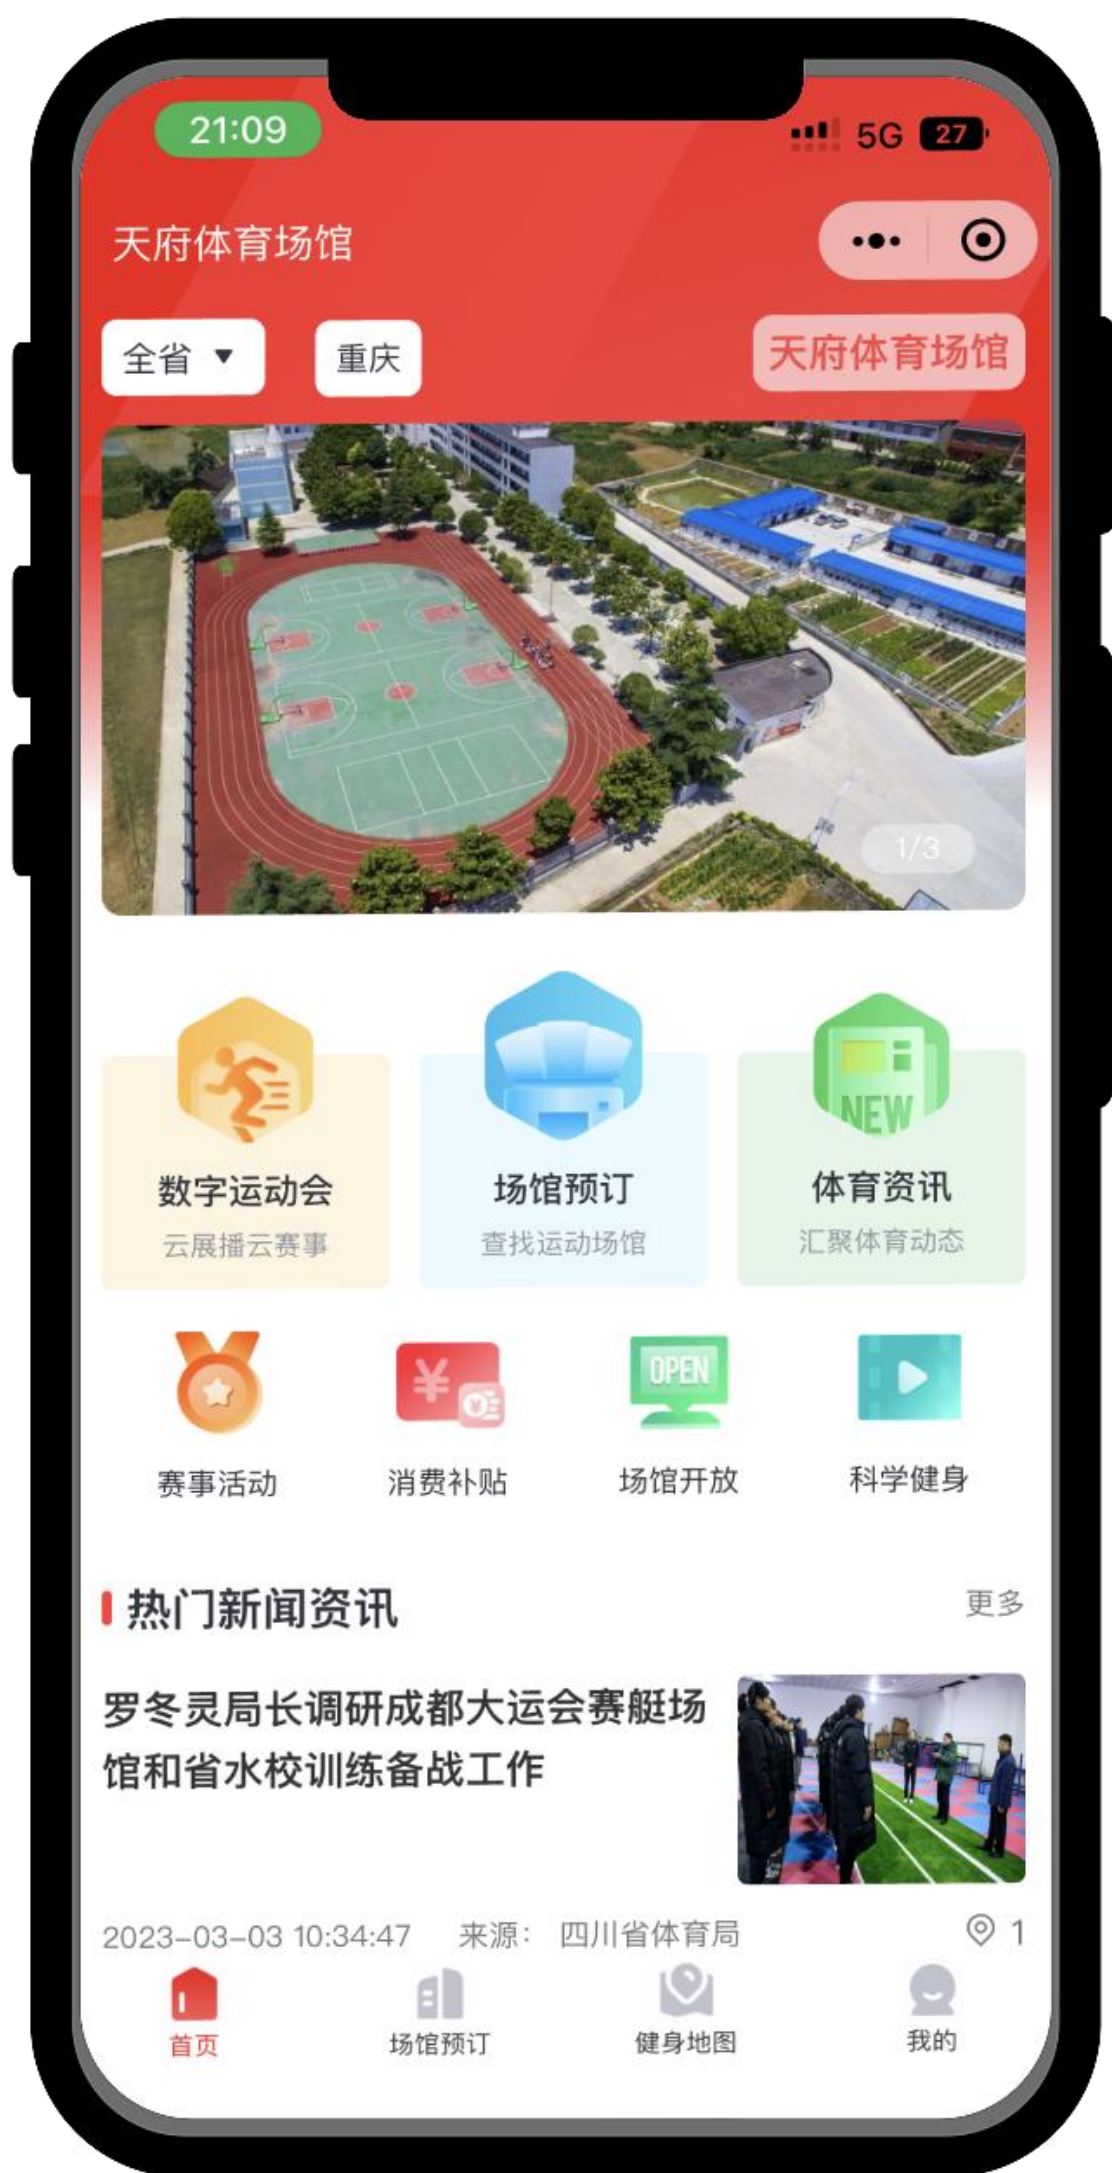 21:09
5G 27
天府体育场馆
全省 重庆 天府体育场馆
1/3
NEW
数字运动会 场馆预订 体育资讯
云展播云赛事 查找运动场馆 汇聚体育动态
OPEN
赛事活动 消费补贴 场馆开放 科学健身
热门新闻资讯 更多
罗冬灵局长调研成都大运会赛艇场
馆和省水校训练备战工作
2023-03-03 10:34:47 来源： 四川省体育局 1
首页 场馆预订 健身地图 我的